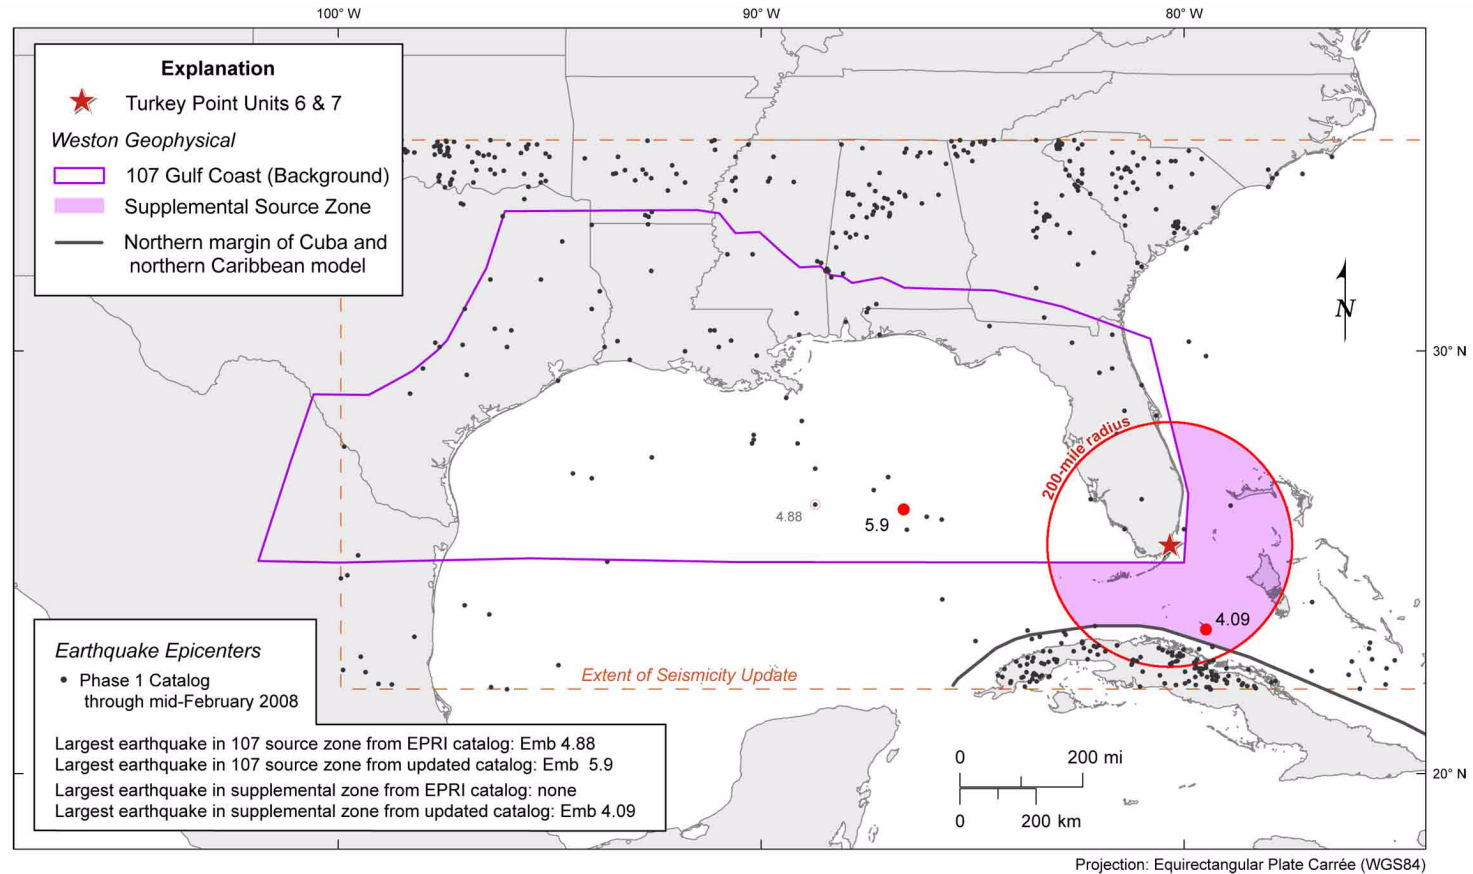 100° W
90° W
80° W
Explanation
Turkey Point Units 6 & 7
Weston Geophysical
107 Gulf Coast (Background)
Supplemental Source Zone
Northern margin of Cuba and
northern Caribbean model
N
30° N
200-mile radius
4.88
5.9
4.09
Earthquake Epicenters
Phase 1 Catalog
through mid-February 2008
Extent of Seismicity Update
Largest earthquake in 107 source zone from EPRI catalog: Emb 4.88
Largest earthquake in 107 source zone from updated catalog: Emb 5.9
Largest earthquake in supplemental zone from EPRI catalog: none
Largest earthquake in supplemental zone from updated catalog: Emb 4.09
0 200 mi
0 200 km
20° N
Projection: Equirectangular Plate Carrée (WGS84)